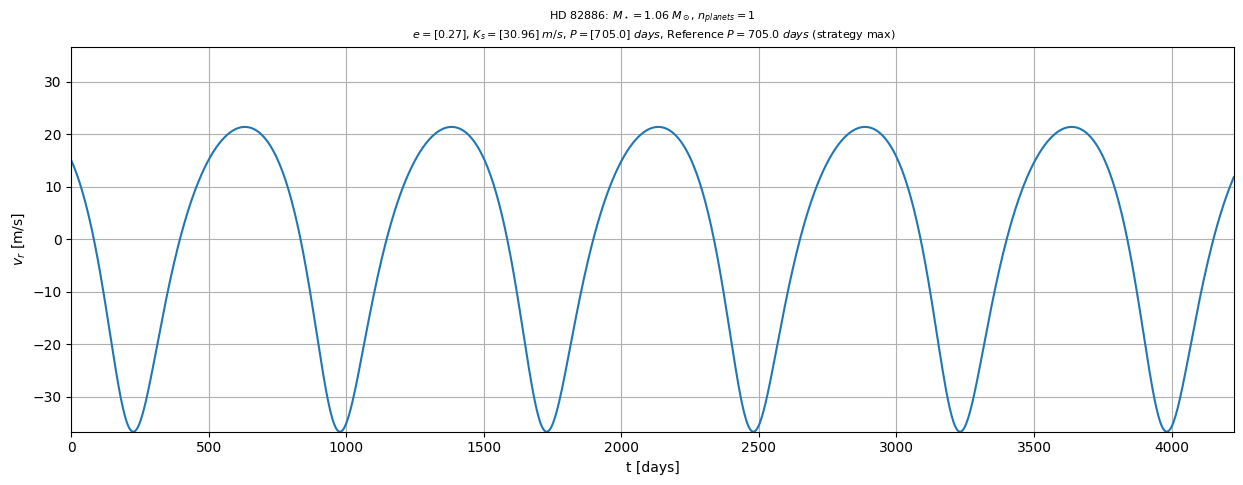 HD 82886: M⋆ = 1.06 M⊙, nplanets = 1
e = [0.27], Ks = [30.96] m/s, P = [705.0] days, Reference P = 705.0 days (strategy max)
30
20
10
0
−10
−20
−30
vr [m/s]
0 500 1000 1500 2000 2500 3000 3500 4000
t [days]